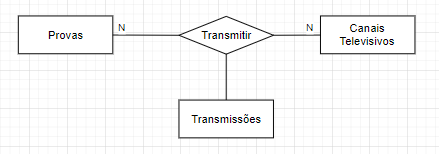 Provas
N
Transmitir
N
Canais
Televisivos
Transmissões